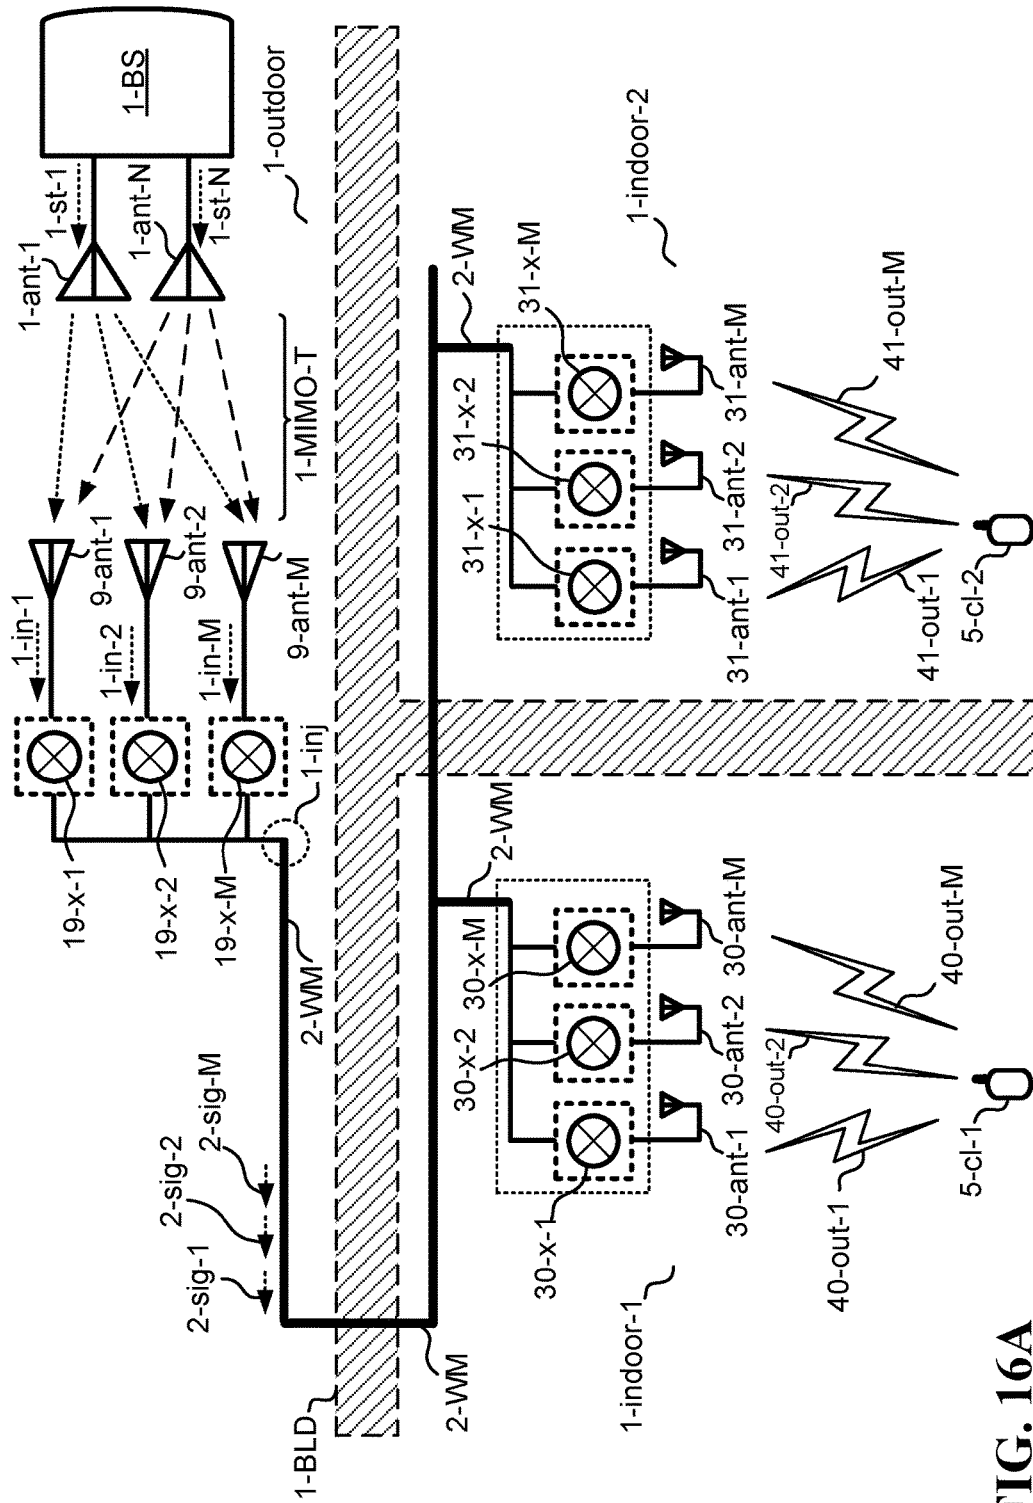 1-BS
1-outdoor
1-st-1
1-ant-N
1-st-N
1-ant-1
1-MIMO-T
9-ant-1
9-ant-2
9-ant-M
1-in-1
1-in-2
1-in-M
1-inj
19-x-1
19-x-2
19-x-M
2-WM
2-sig-M
2-sig-2
2-sig-1
1-BLD
2-WM
1-indoor-2
2-WM
31-x-M
31-x-2
31-x-1
31-ant-M
31-ant-2
31-ant-1
41-out-M
41-out-2
41-out-1
5-cl-2
2-WM
30-x-M
30-x-2
30-x-1
30-ant-M
30-ant-2
30-ant-1
40-out-M
40-out-2
40-out-1
5-cl-1
1-indoor-1
FIG. 16A